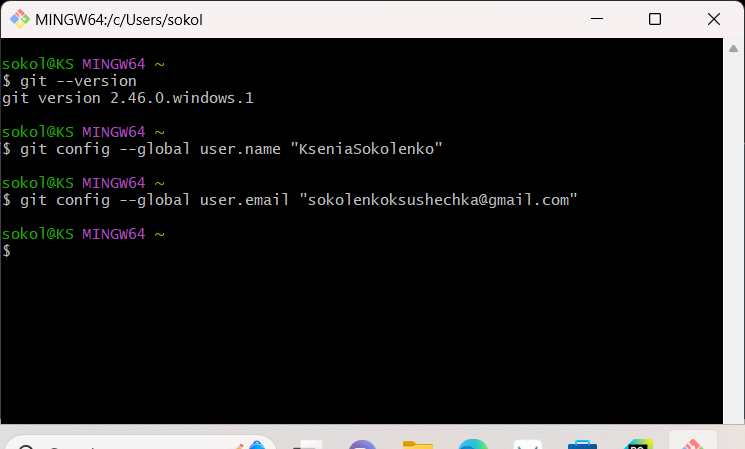 MINGW64:/c/Users/sokol
sokol@KS MINGW64 ~
$ git --version
git version 2.46.0.windows.1
sokol@KS MINGW64 ~
$ git config --global user.name "KseniaSokolenko"
sokol@KS MINGW64 ~
$ git config --global user.email "sokolenkoksushechka@gmail.com"
sokol@KS MINGW64 ~
$